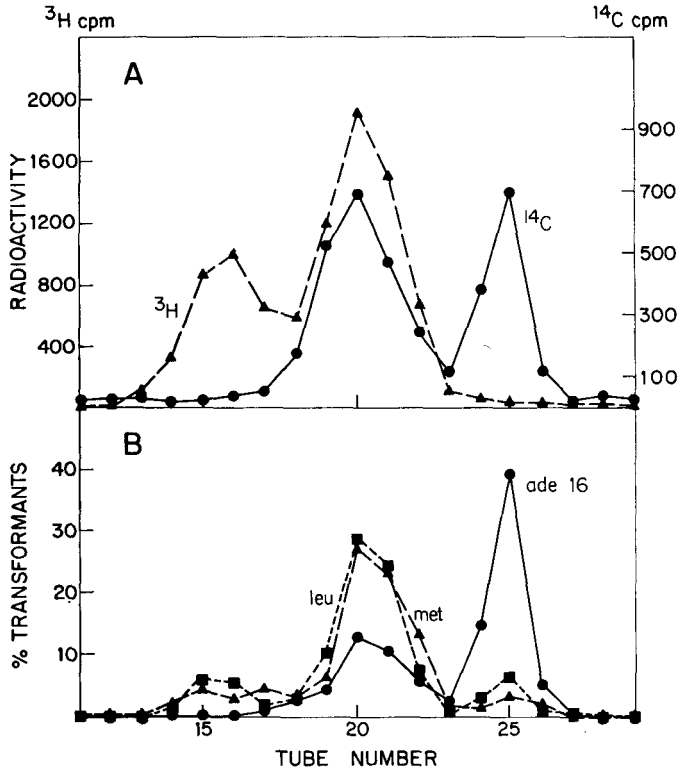 ³H cpm
¹⁴C cpm
A
2000
1600
1200
800
400
RADIOACTIVITY
900
700
500
300
100
³H
¹⁴C
B
40
30
20
10
% TRANSFORMANTS
leu
met
ade 16
15
20
25
TUBE NUMBER